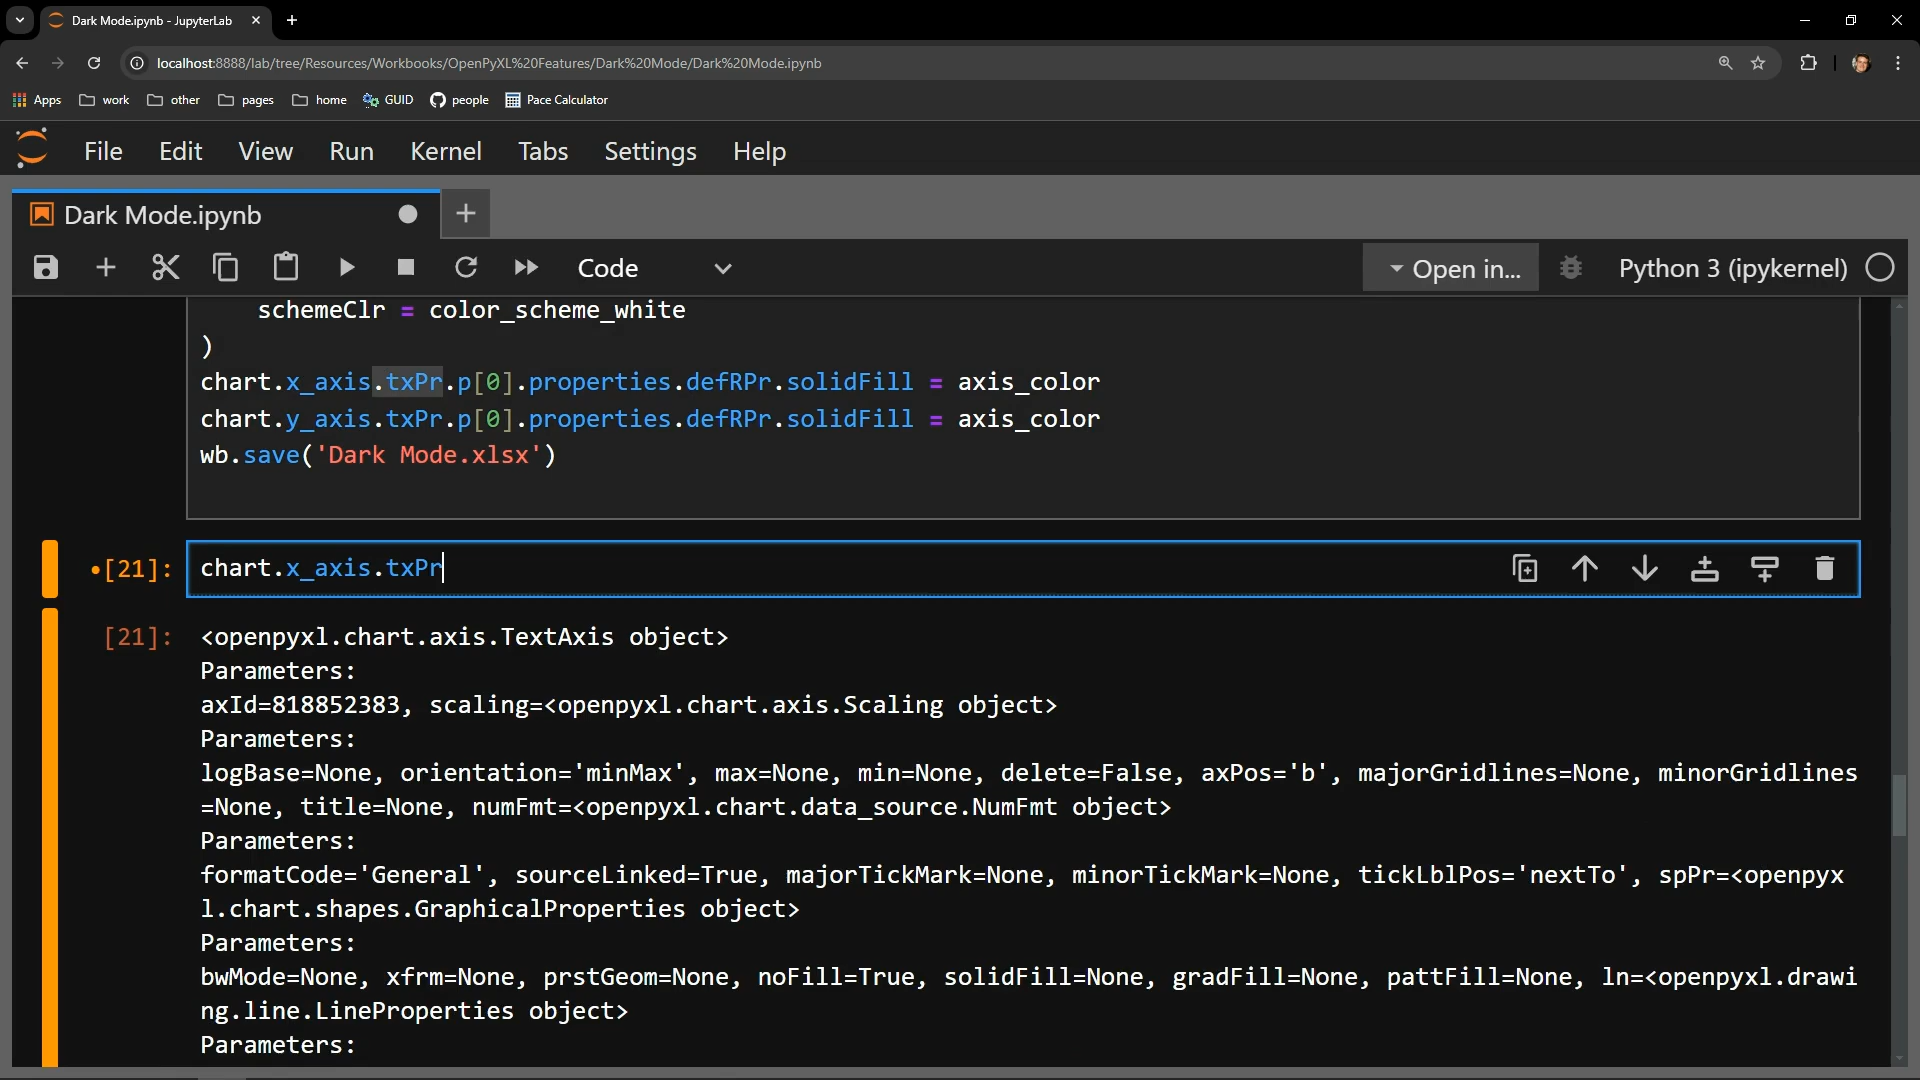 Dark Mode.ipynb - JupyterLab
localhost:8888/lab/tree/Resources/Workbooks/OpenPyXL%20Features/Dark%20Mode/Dark%20Mode.ipynb
Apps work other pages home GUID people Pace Calculator
File Edit View Run Kernel Tabs Settings Help
Dark Mode.ipynb
Code Open in... Python 3 (ipykernel)
schemeClr = color_scheme_white
)
chart.x_axis.txPr.p[0].properties.defRPr.solidFill = axis_color
chart.y_axis.txPr.p[0].properties.defRPr.solidFill = axis_color
wb.save('Dark Mode.xlsx')
[21]: chart.x_axis.txPr
[21]: <openpyxl.chart.axis.TextAxis object>
Parameters:
axId=818852383, scaling=<openpyxl.chart.axis.Scaling object>
Parameters:
logBase=None, orientation='minMax', max=None, min=None, delete=False, axPos='b', majorGridlines=None, minorGridlines
=None, title=None, numFmt=<openpyxl.chart.data_source.NumFmt object>
Parameters:
formatCode='General', sourceLinked=True, majorTickMark=None, minorTickMark=None, tickLblPos='nextTo', spPr=<openpyx
l.chart.shapes.GraphicalProperties object>
Parameters:
bwMode=None, xfrm=None, prstGeom=None, noFill=True, solidFill=None, gradFill=None, pattFill=None, ln=<openpyxl.drawi
ng.line.LineProperties object>
Parameters: